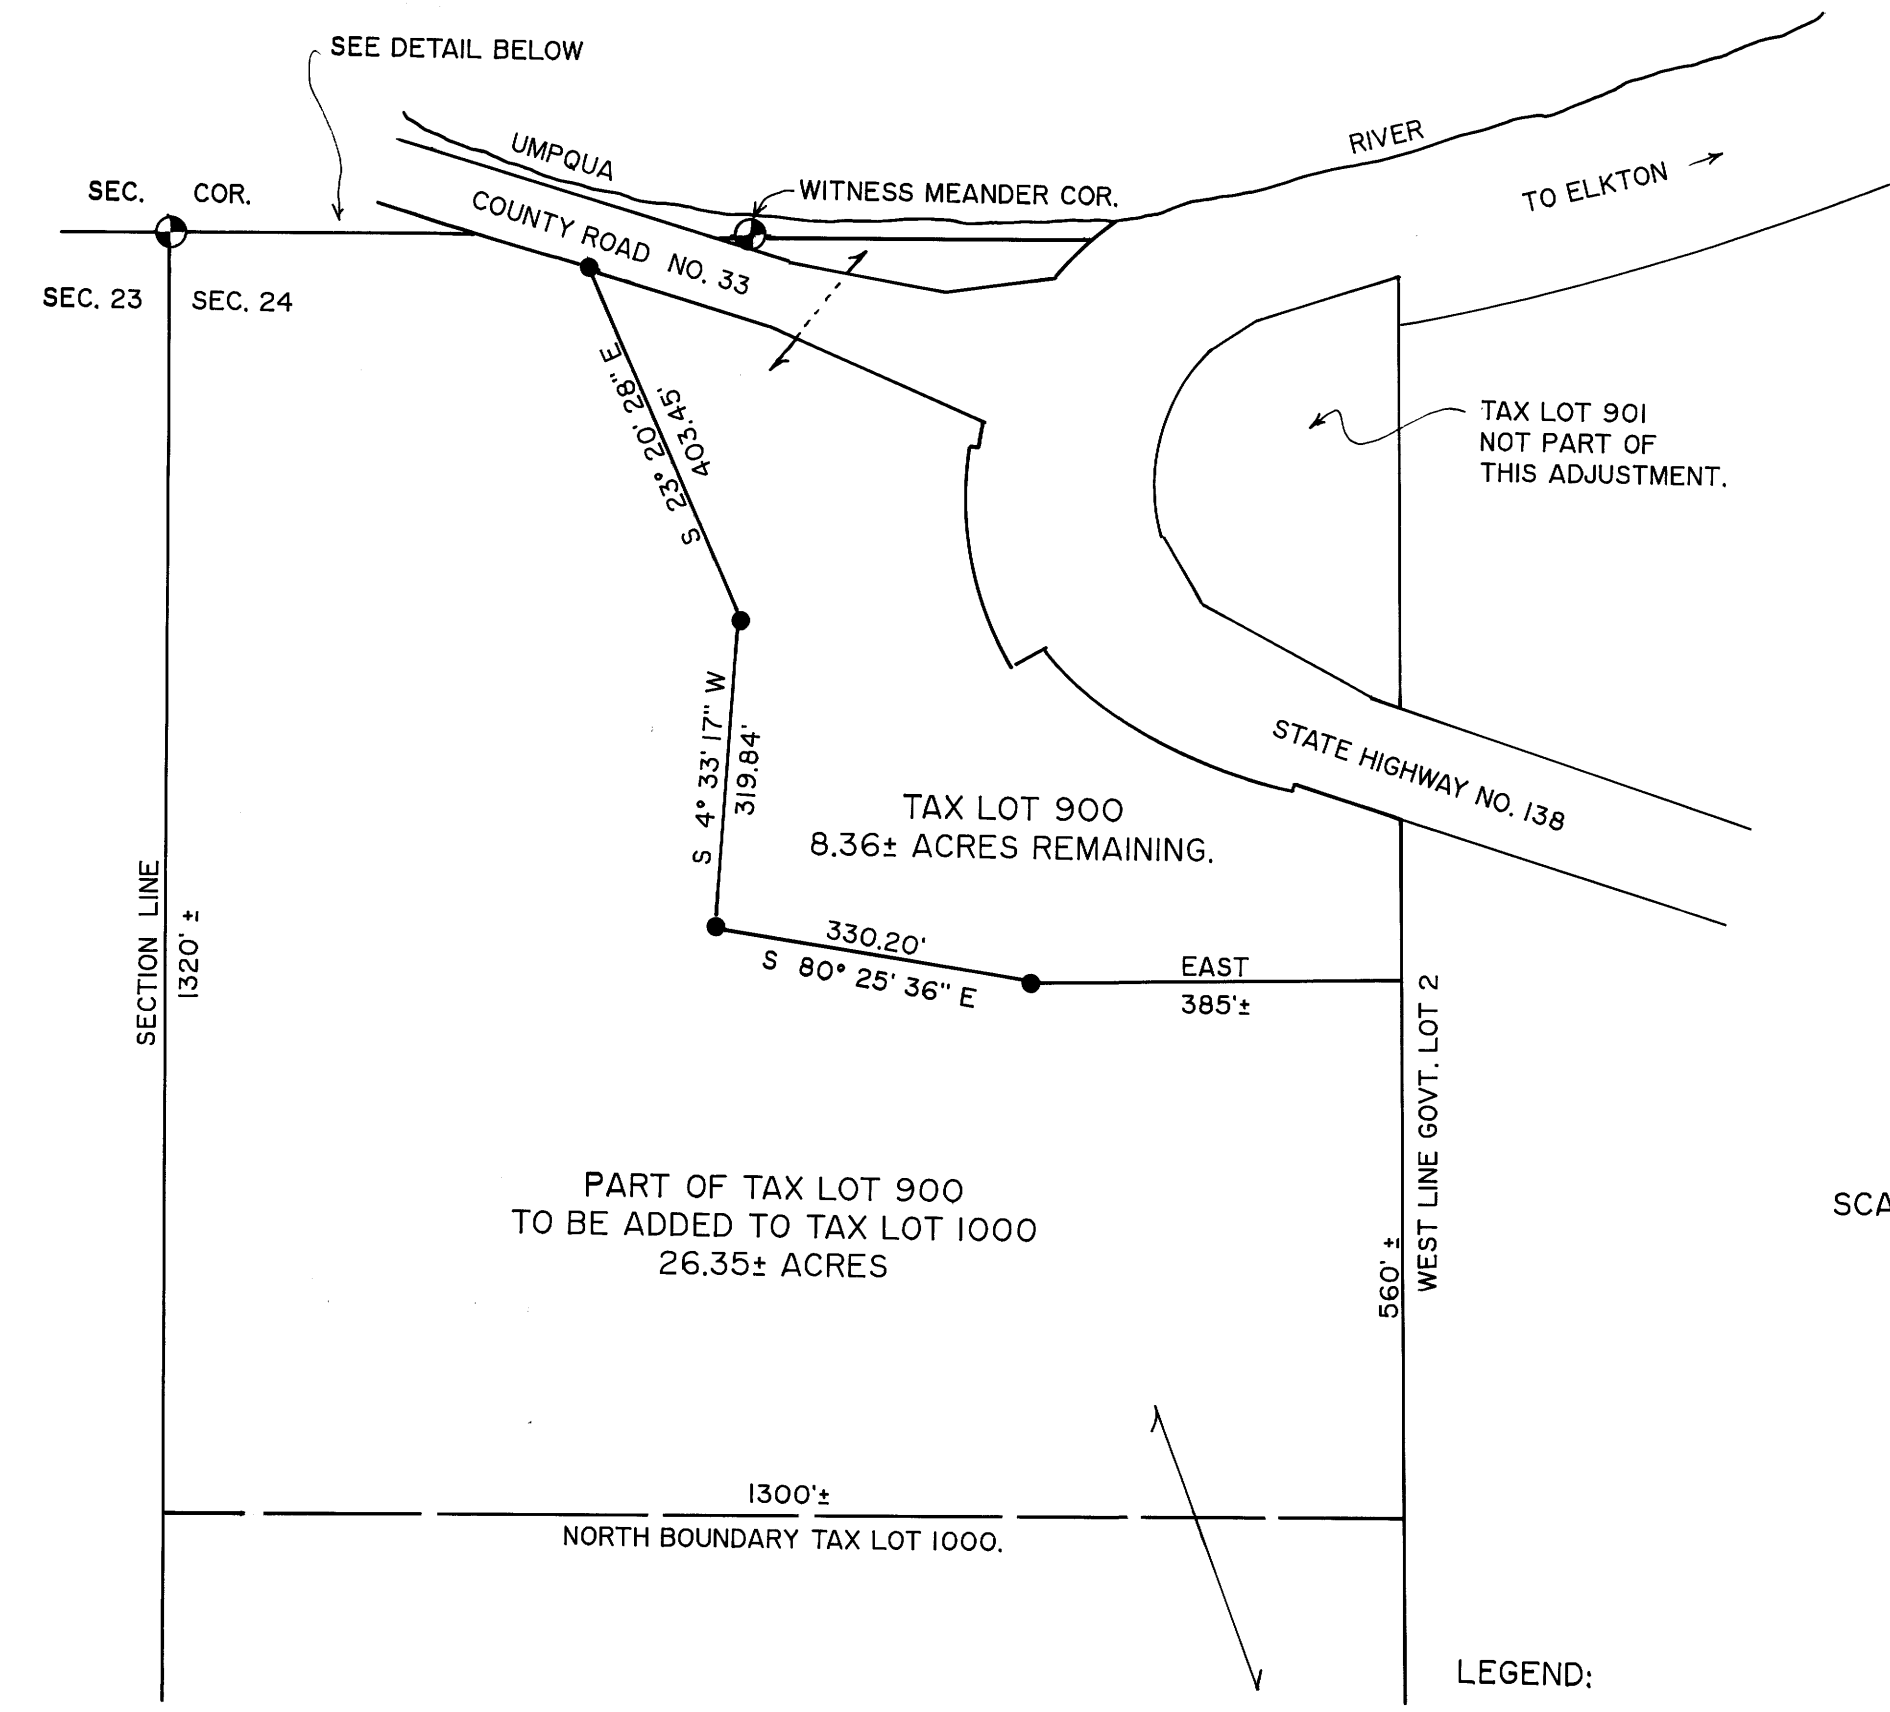 SEE DETAIL BELOW
UMPQUA
RIVER
TO ELKTON
SEC. COR.
WITNESS MEANDER COR.
COUNTY ROAD NO. 33
SEC. 23
SEC. 24
S 23° 20' 28" E
403.45'
TAX LOT 901
NOT PART OF
THIS ADJUSTMENT.
S 4° 33' 17" W
319.84'
STATE HIGHWAY NO. 138
TAX LOT 900
8.36± ACRES REMAINING.
SECTION LINE
1320' ±
330.20'
S 80° 25' 36" E
EAST
385'±
WEST LINE GOVT. LOT 2
560' ±
PART OF TAX LOT 900
TO BE ADDED TO TAX LOT 1000
26.35± ACRES
SCA
1300'±
NORTH BOUNDARY TAX LOT 1000.
LEGEND: